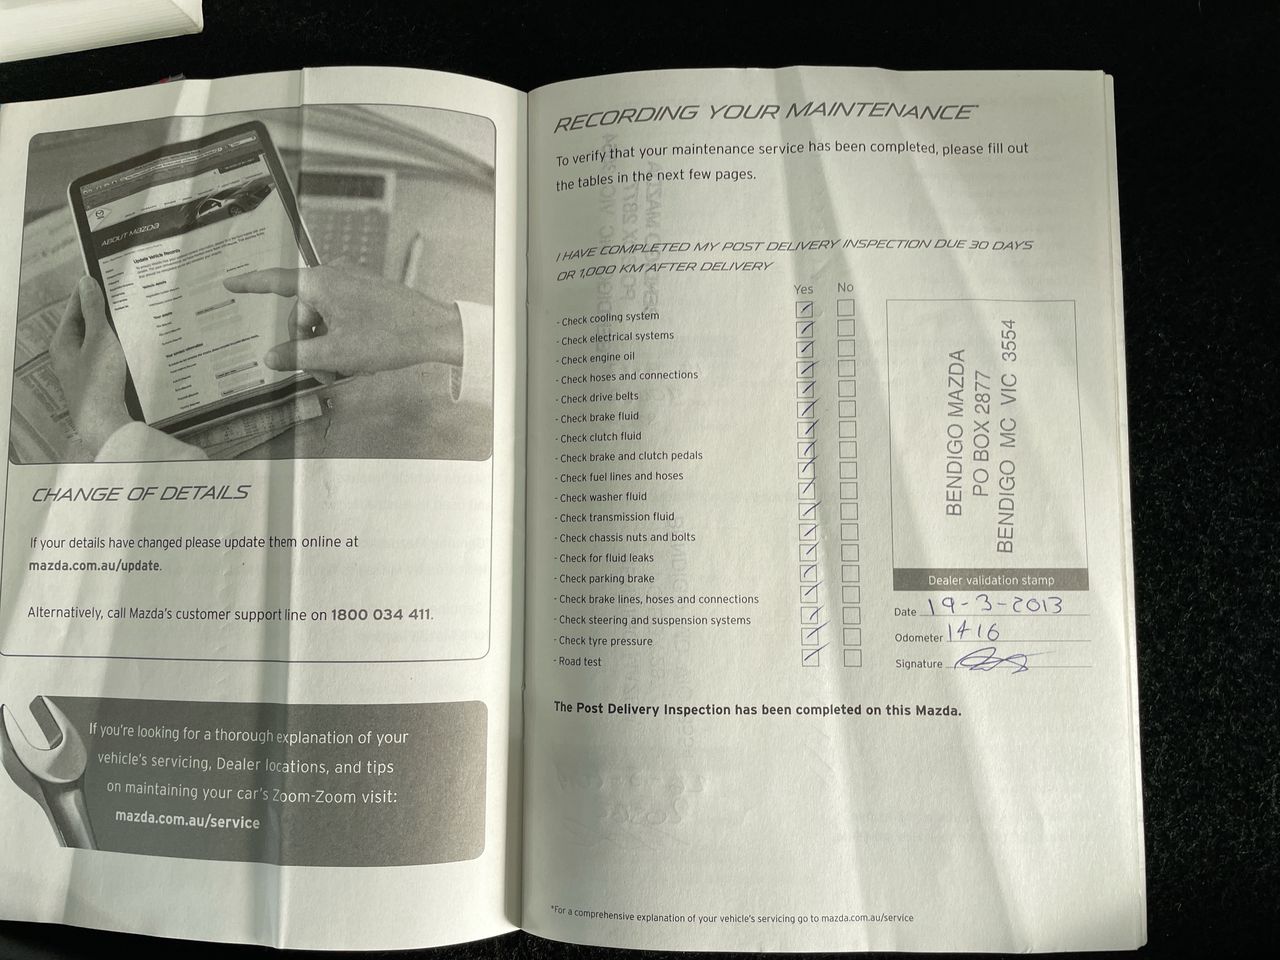 ABOUT MAZDA
Update Vehicle Records
Vehicle details
CHANGE OF DETAILS
If your details have changed please update them online at
mazda.com.au/update.
Alternatively, call Mazda's customer support line on 1800 034 411.
If you're looking for a thorough explanation of your
vehicle's servicing, Dealer locations, and tips
on maintaining your car's Zoom-Zoom visit:
mazda.com.au/service
RECORDING YOUR MAINTENANCE*
To verify that your maintenance service has been completed, please fill out
the tables in the next few pages.
I HAVE COMPLETED MY POST DELIVERY INSPECTION DUE 30 DAYS
OR 1,000 KM AFTER DELIVERY
Yes No
- Check cooling system
- Check electrical systems
- Check engine oil
- Check hoses and connections
- Check drive belts
- Check brake fluid
- Check clutch fluid
- Check brake and clutch pedals
- Check fuel lines and hoses
- Check washer fluid
- Check transmission fluid
- Check chassis nuts and bolts
- Check for fluid leaks
- Check parking brake
- Check brake lines, hoses and connections
- Check steering and suspension systems
- Check tyre pressure
- Road test
BENDIGO MAZDA
PO BOX 2877
BENDIGO MC VIC 3554
Dealer validation stamp
Date 19-3-2013
Odometer 1416
Signature
The Post Delivery Inspection has been completed on this Mazda.
*For a comprehensive explanation of your vehicle's servicing go to mazda.com.au/service